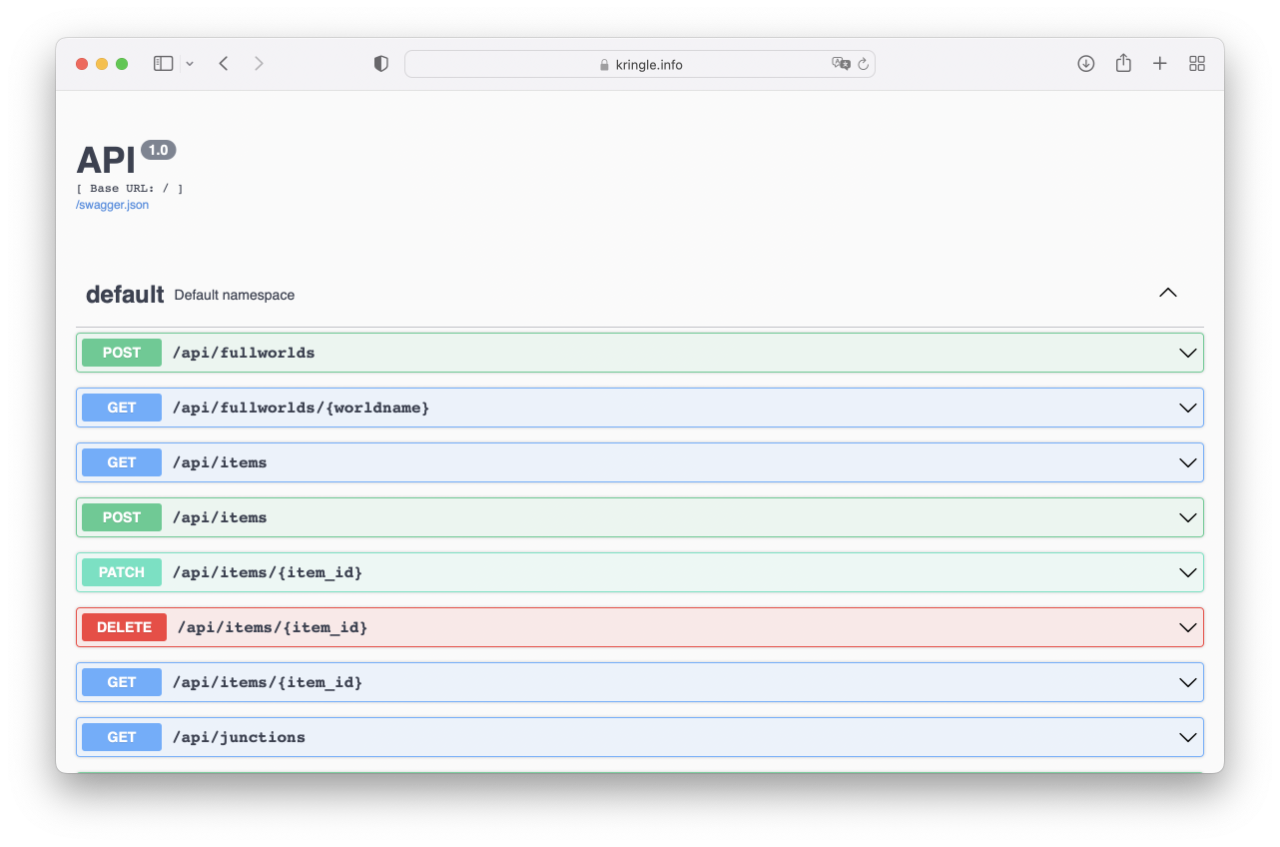 kringle.info
API 1.0
[ Base URL: / ]
/swagger.json
default Default namespace
POST /api/fullworlds
GET /api/fullworlds/{worldname}
GET /api/items
POST /api/items
PATCH /api/items/{item_id}
DELETE /api/items/{item_id}
GET /api/items/{item_id}
GET /api/junctions